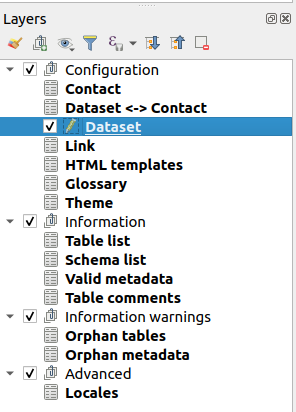 Layers
Configuration
Contact
Dataset <-> Contact
Dataset
Link
HTML templates
Glossary
Theme
Information
Table list
Schema list
Valid metadata
Table comments
Information warnings
Orphan tables
Orphan metadata
Advanced
Locales